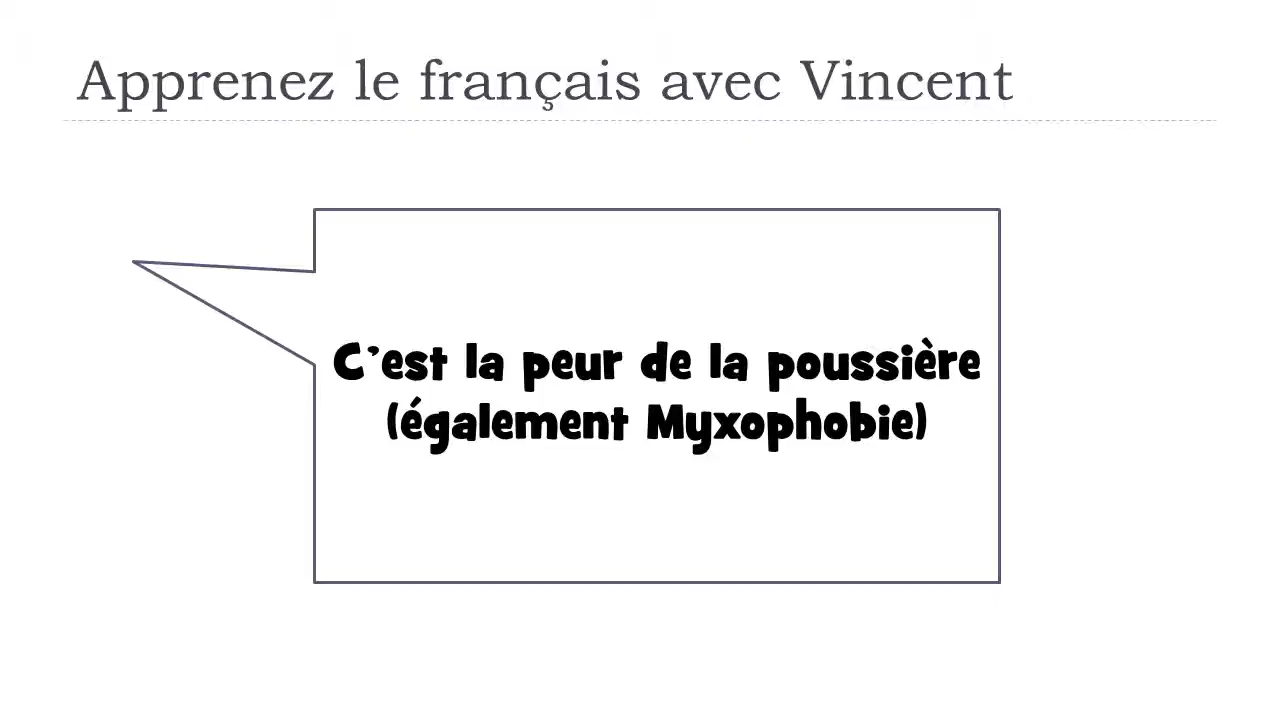 Apprenez le français avec Vincent
C'est la peur de la poussière
(également Myxophobie)